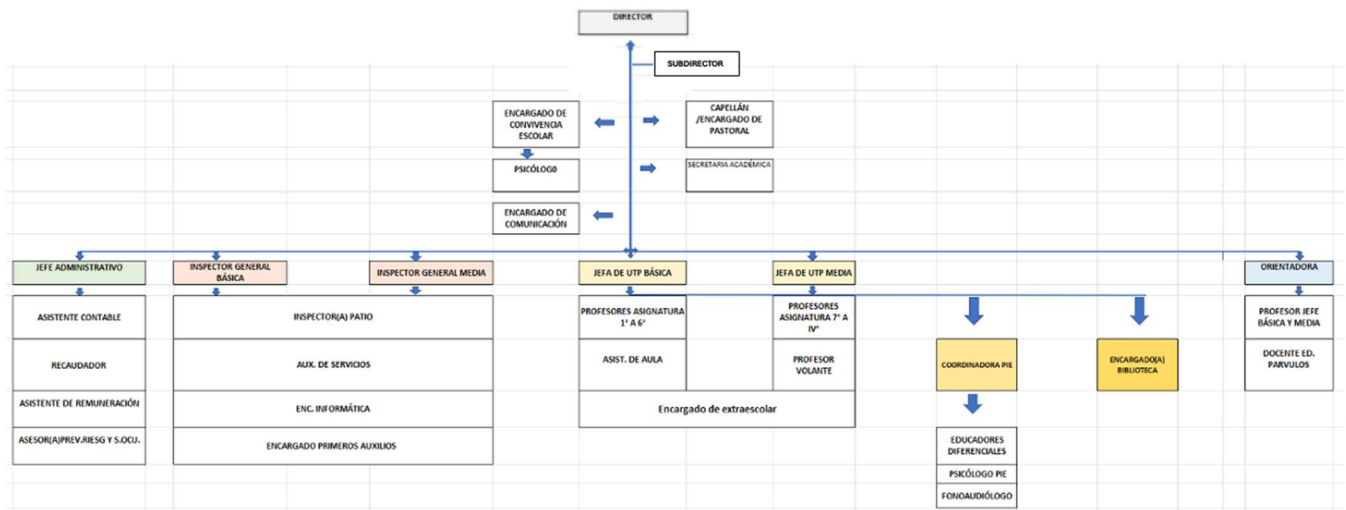 DIRECTOR
SUBDIRECTOR
ENCARGADO DE
CONVIVENCIA
ESCOLAR
CAPELLÁN
/ENCARGADO DE
PASTORAL
PSICÓLOG0
SECRETARIA ACADÉMICA
ENCARGADO DE
COMUNICACIÓN
JEFE ADMINISTRATIVO
INSPECTOR GENERAL
BÁSICA
INSPECTOR GENERAL MEDIA
JEFA DE UTP BÁSICA
JEFA DE UTP MEDIA
ORIENTADORA
ASISTENTE CONTABLE
INSPECTOR(A) PATIO
PROFESORES ASIGNATURA
1° A 6°
PROFESORES
ASIGNATURA 7° A
IV°
PROFESOR JEFE
BÁSICA Y MEDIA
RECAUDADOR
AUX. DE SERVICIOS
ASIST. DE AULA
PROFESOR
VOLANTE
COORDINADORA PIE
ENCARGADO(A)
BIBLIOTECA
DOCENTE ED.
PARVULOS
ASISTENTE DE REMUNERACIÓN
ENC. INFORMÁTICA
Encargado de extraescolar
ASESOR(A)PREV.RIESG Y S.OCU.
ENCARGADO PRIMEROS AUXILIOS
EDUCADORES
DIFERENCIALES
PSICÓLOGO PIE
FONOAUDIÓLOGO